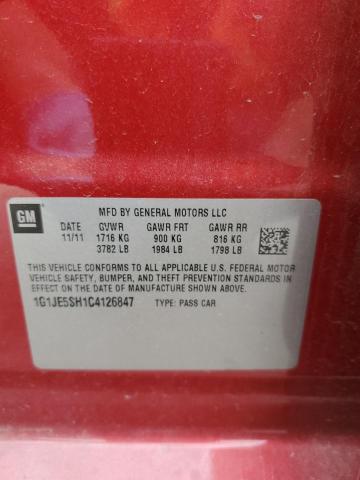 GM
MFD BY GENERAL MOTORS LLC
DATE GVWR GAWR FRT GAWR RR
11/11 1716 KG 900 KG 816 KG
3782 LB 1984 LB 1798 LB
THIS CAR CONFORMS TO ALL APPLICABLE U.S. FEDERAL MOTOR
VEHICLE SAFETY, BUMPER, AND THEFT PREVENTION STANDARDS IN
EFFECT ON THE DATE OF MANUFACTURE SHOWN ABOVE.
1G1JE5SH1C4126847 TYPE: PASS CAR